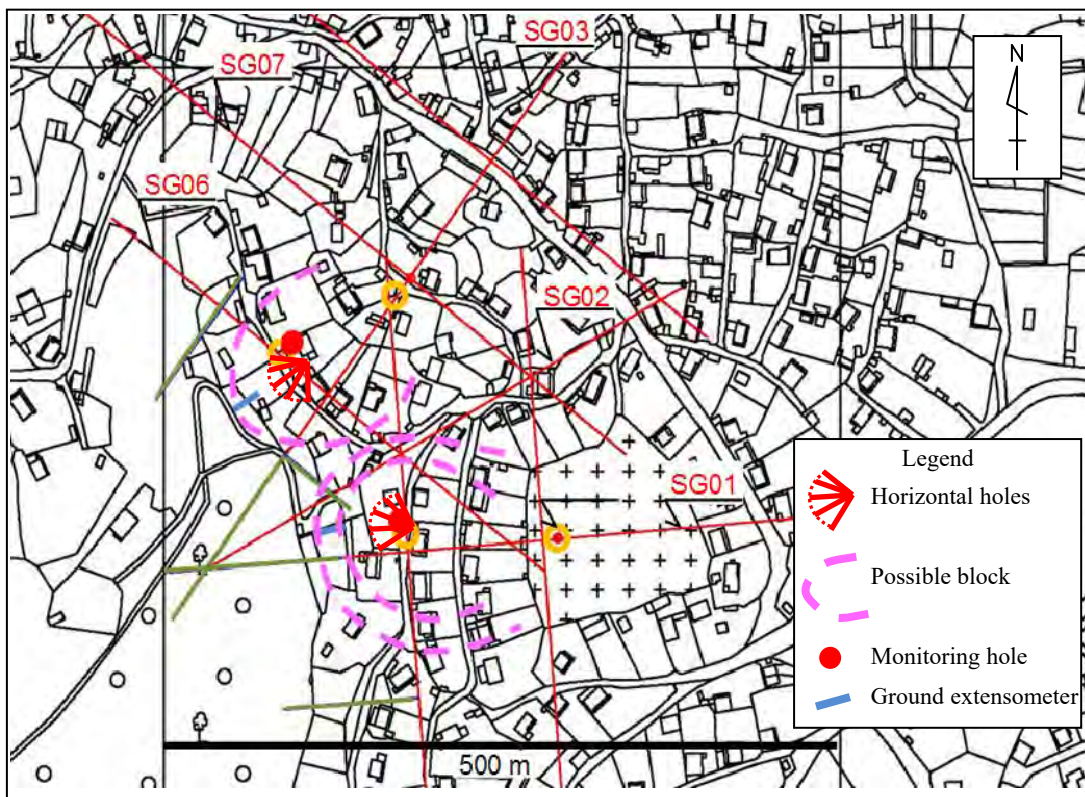 SG03
N
SG07
SG06
SG02
SG01
Legend
Horizontal holes
Possible block
Monitoring hole
Ground extensometer
500 m